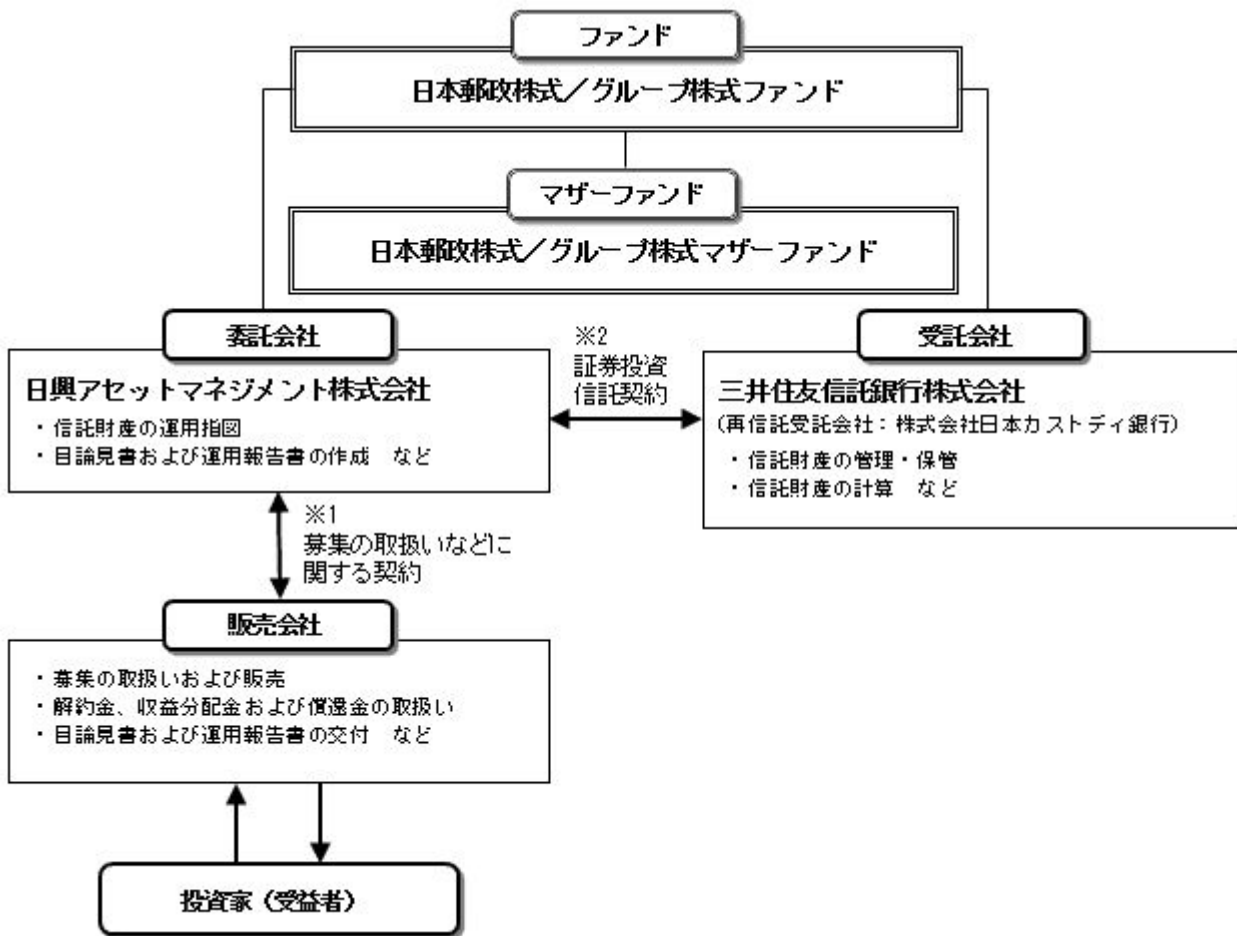 ファンド
日本郵政株式／グループ株式ファンド
マザーファンド
日本郵政株式／グループ株式マザーファンド
委託会社
日興アセットマネジメント株式会社
・信託財産の運用指図
・目論見書および運用報告書の作成　など
※2
証券投資
信託契約
受託会社
三井住友信託銀行株式会社
（再信託受託会社：株式会社日本カストディ銀行）
・信託財産の管理・保管
・信託財産の計算　など
※1
募集の取扱いなどに
関する契約
販売会社
・募集の取扱いおよび販売
・解約金、収益分配金および償還金の取扱い
・目論見書および運用報告書の交付　など
投資家（受益者）